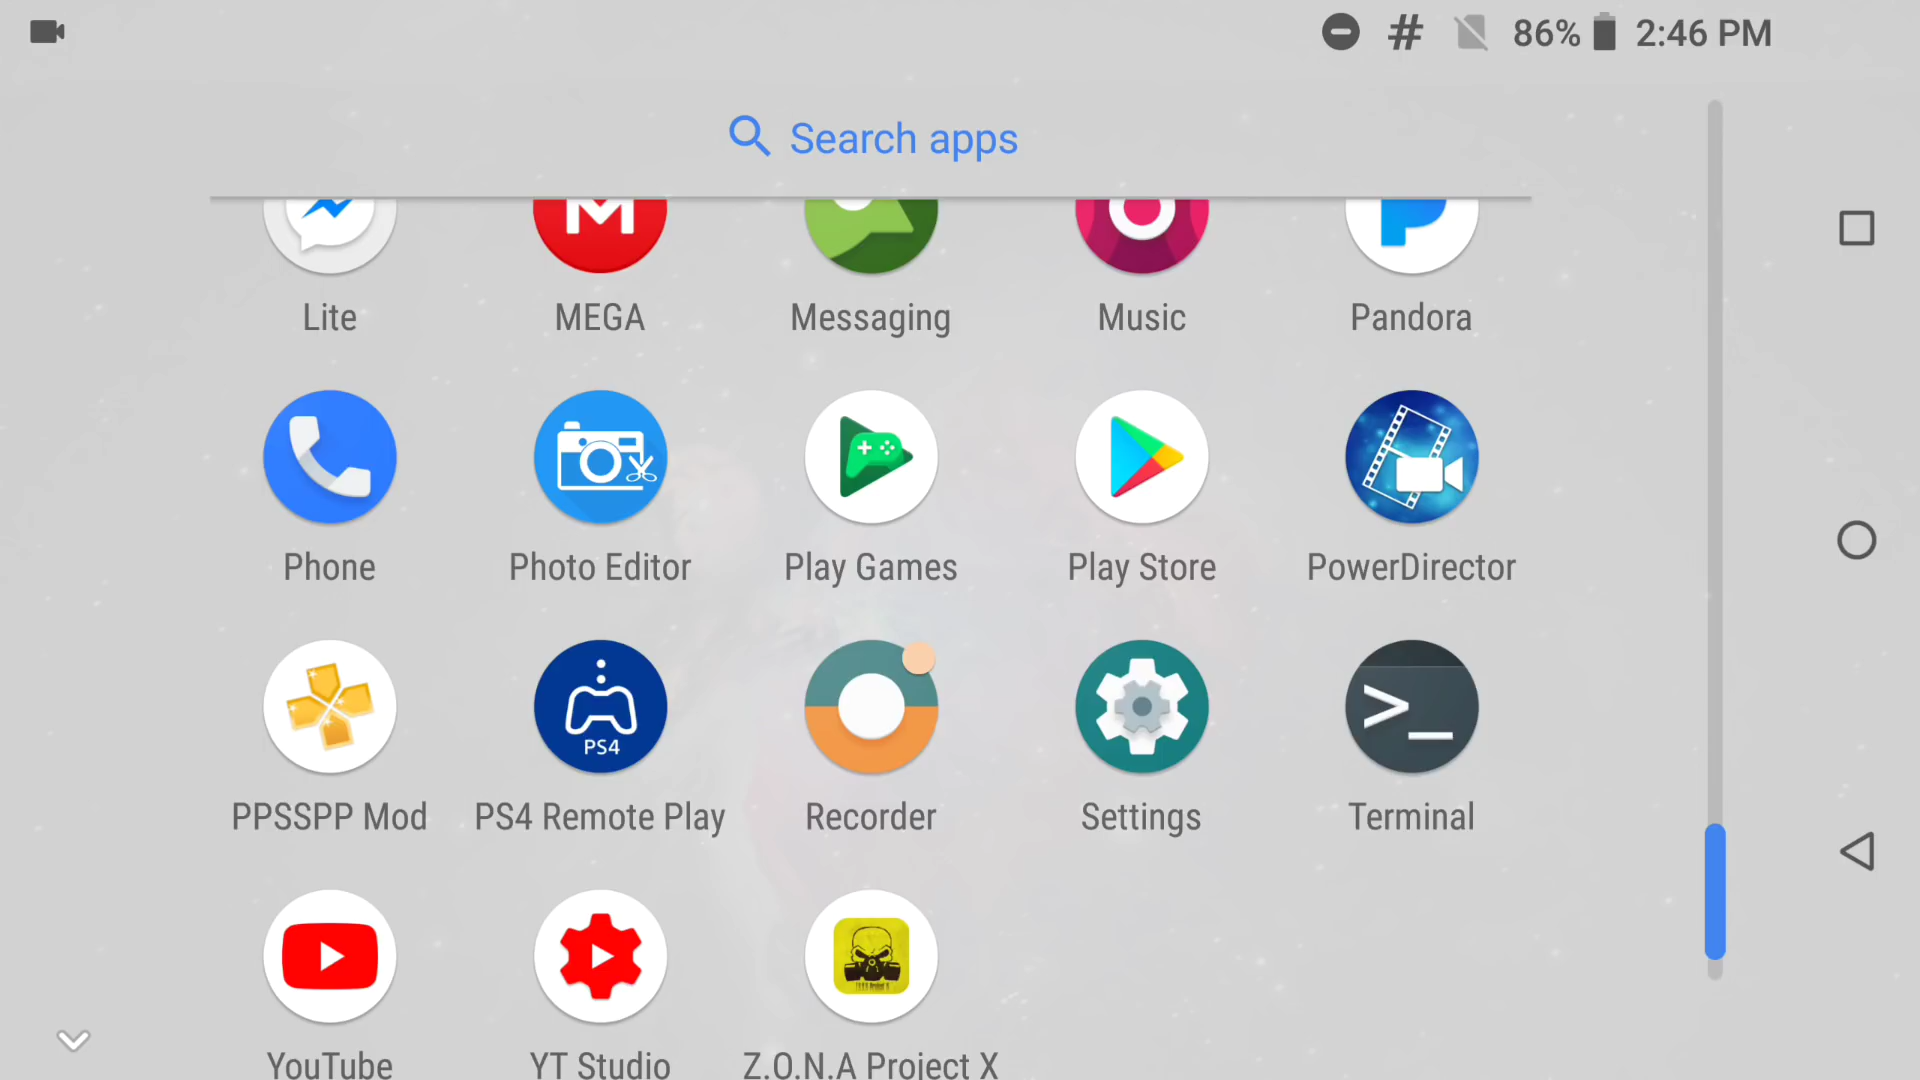 # 86% 2:46 PM
Search apps
Lite MEGA Messaging Music Pandora
Phone Photo Editor Play Games Play Store PowerDirector
PS4
PPSSPP Mod PS4 Remote Play Recorder Settings Terminal
YouTube YT Studio Z.O.N.A Project X